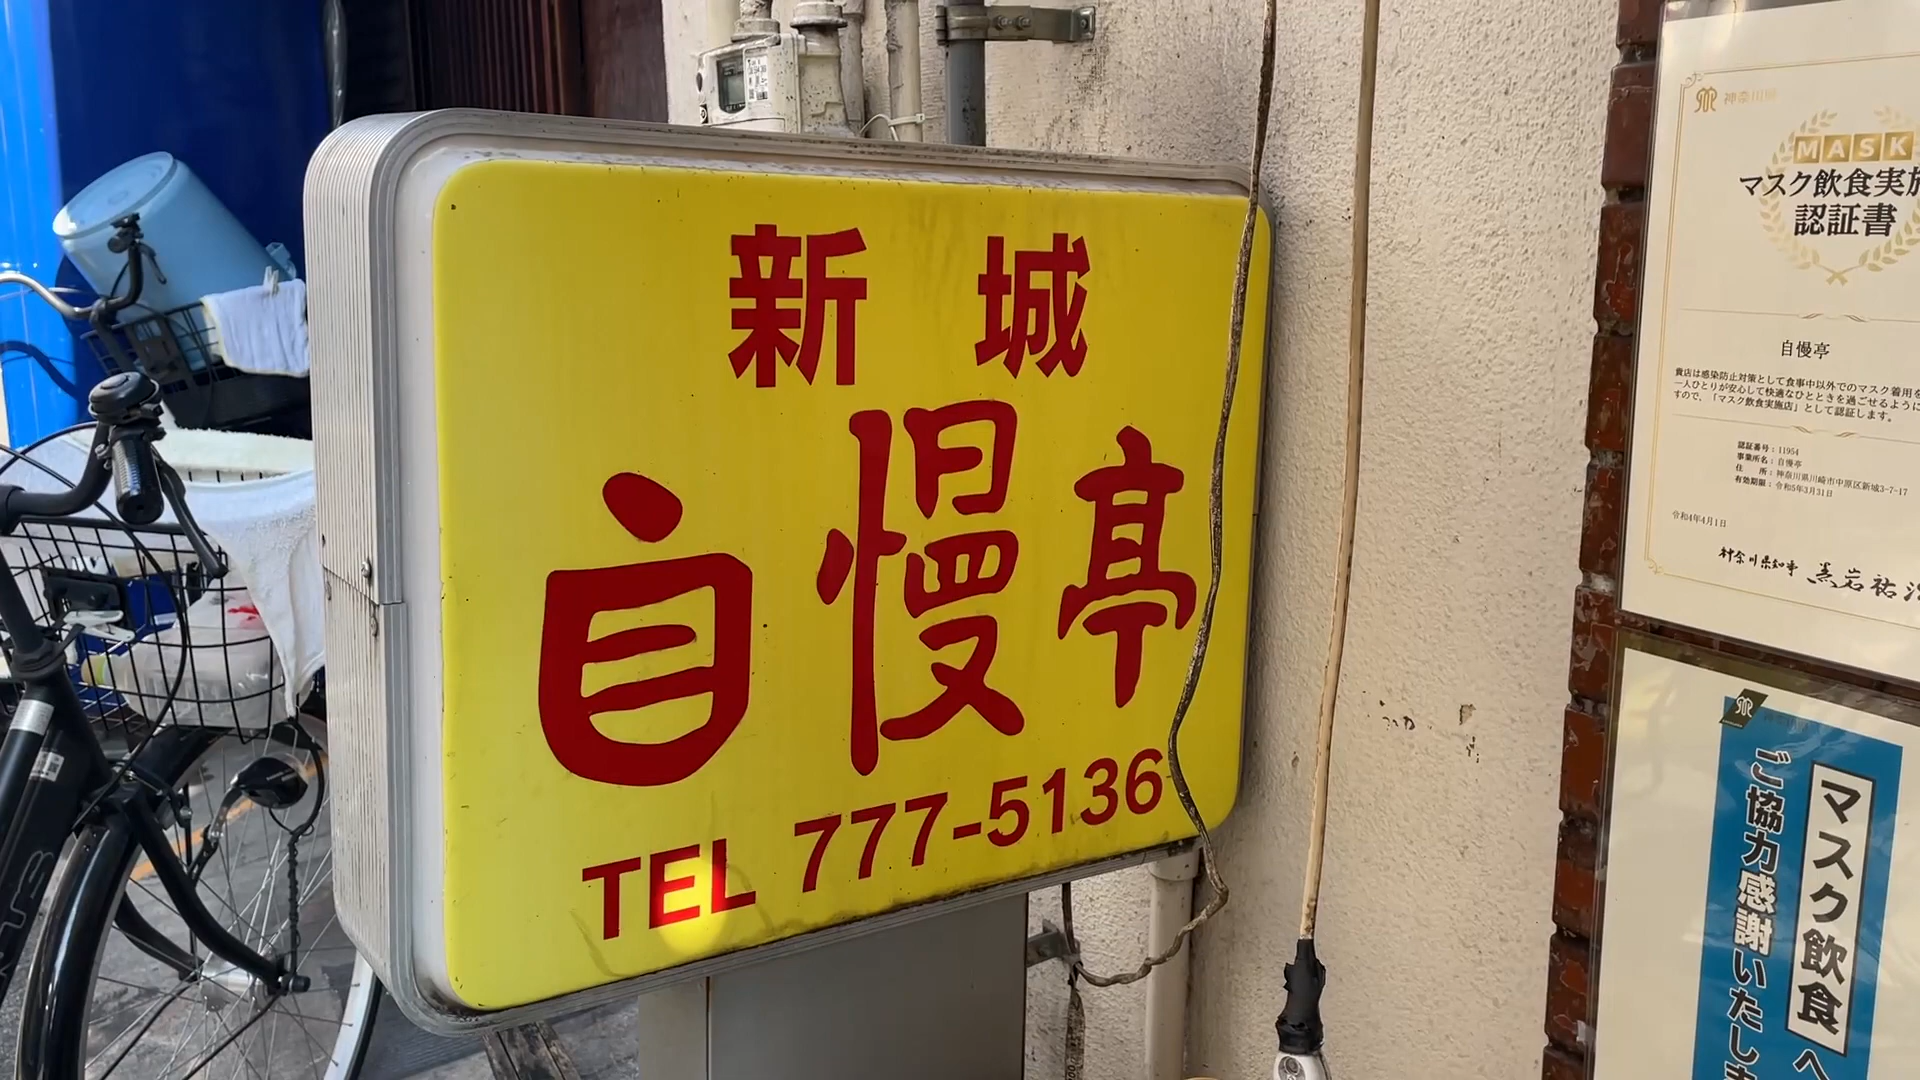 新城
自慢亭
TEL 777-5136
神奈川県
MASK
マスク飲食実施
認証書
自慢亭
貴店は感染防止対策として食事中以外でのマスク着用を
一人ひとりが安心して快適なひとときを過ごせるように
すので、「マスク飲食実施店」として認証します。
認証番号：11954
事業所名：自慢亭
住　所：神奈川県川崎市中原区新城3-7-17
有効期限：令和5年3月31日
令和4年4月1日
神奈川県知事 黒岩祐治
マスク飲食へ
ご協力感謝いたしま